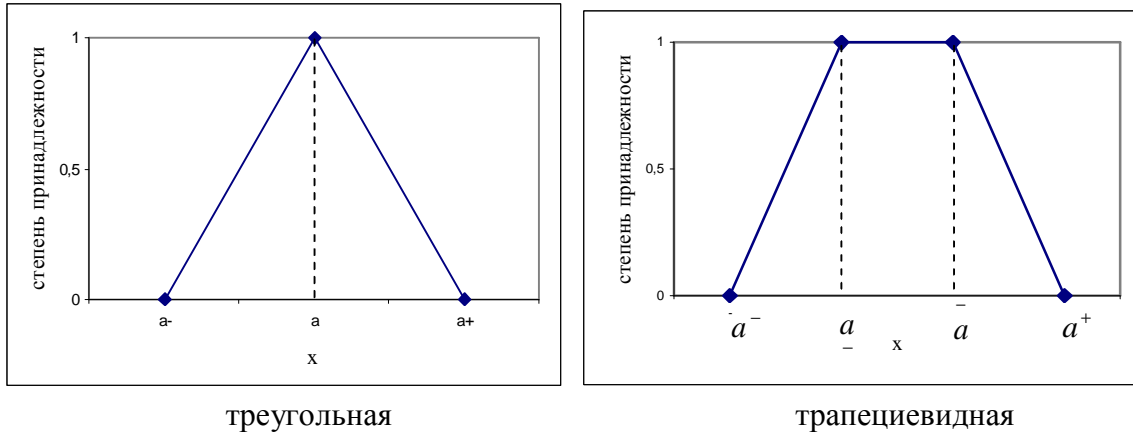 степень принадлежности
1
0,5
0
a-
a
a+
x
треугольная
степень принадлежности
1
0,5
0
a⁻
a̲
a̅
a⁺
x
трапециевидная